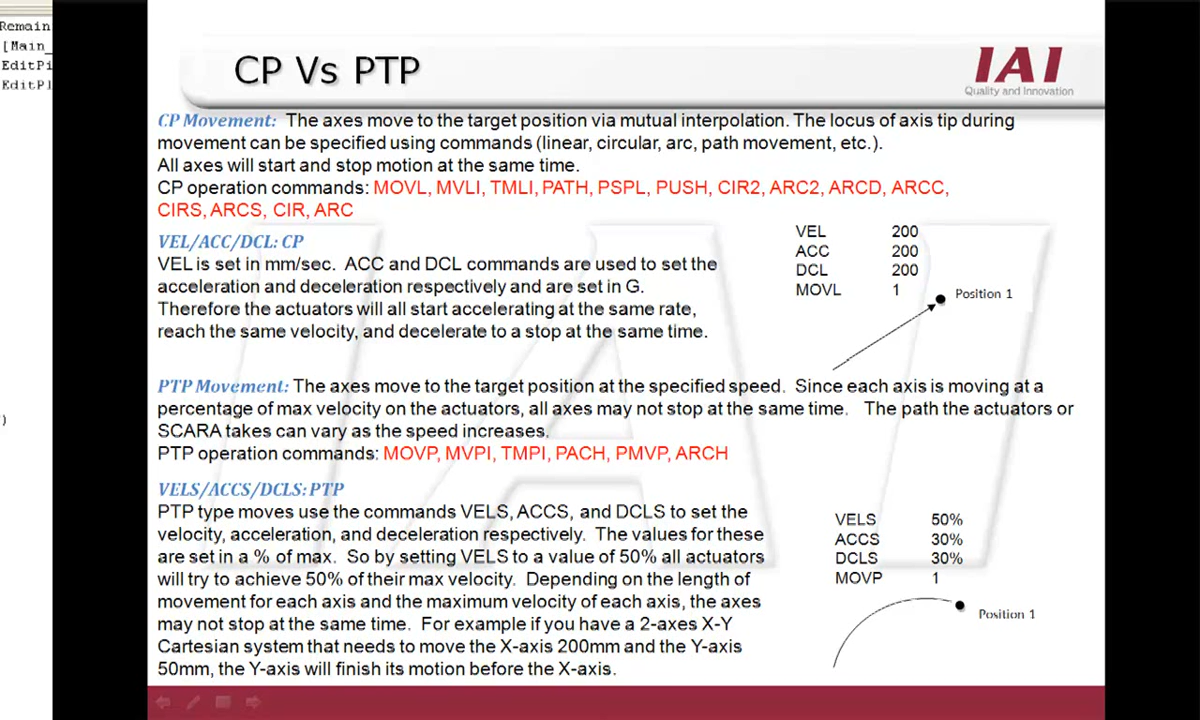 Remain
[Main_
EditPi
EditPl
)
CP Vs PTP
IAI
Quality and Innovation
CP Movement: The axes move to the target position via mutual interpolation. The locus of axis tip during
movement can be specified using commands (linear, circular, arc, path movement, etc.).
All axes will start and stop motion at the same time.
CP operation commands: MOVL, MVLI, TMLI, PATH, PSPL, PUSH, CIR2, ARC2, ARCD, ARCC,
CIRS, ARCS, CIR, ARC
VEL/ACC/DCL: CP
VEL is set in mm/sec. ACC and DCL commands are used to set the
acceleration and deceleration respectively and are set in G.
Therefore the actuators will all start accelerating at the same rate,
reach the same velocity, and decelerate to a stop at the same time.
VEL 200
ACC 200
DCL 200
MOVL 1
Position 1
PTP Movement: The axes move to the target position at the specified speed. Since each axis is moving at a
percentage of max velocity on the actuators, all axes may not stop at the same time. The path the actuators or
SCARA takes can vary as the speed increases.
PTP operation commands: MOVP, MVPI, TMPI, PACH, PMVP, ARCH
VELS/ACCS/DCLS: PTP
PTP type moves use the commands VELS, ACCS, and DCLS to set the
velocity, acceleration, and deceleration respectively. The values for these
are set in a % of max. So by setting VELS to a value of 50% all actuators
will try to achieve 50% of their max velocity. Depending on the length of
movement for each axis and the maximum velocity of each axis, the axes
may not stop at the same time. For example if you have a 2-axes X-Y
Cartesian system that needs to move the X-axis 200mm and the Y-axis
50mm, the Y-axis will finish its motion before the X-axis.
VELS 50%
ACCS 30%
DCLS 30%
MOVP 1
Position 1